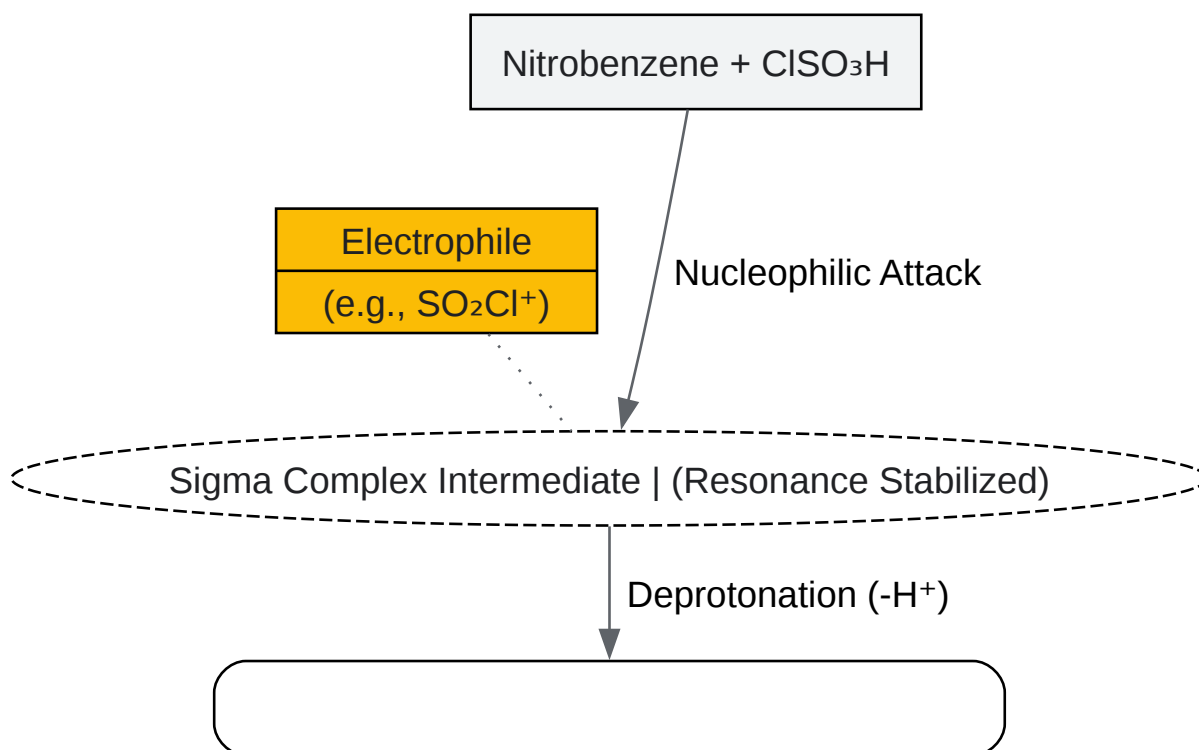 Nitrobenzene + ClSO₃H
Electrophile
(e.g., SO₂Cl⁺)
Nucleophilic Attack
Sigma Complex Intermediate | (Resonance Stabilized)
Deprotonation (-H⁺)